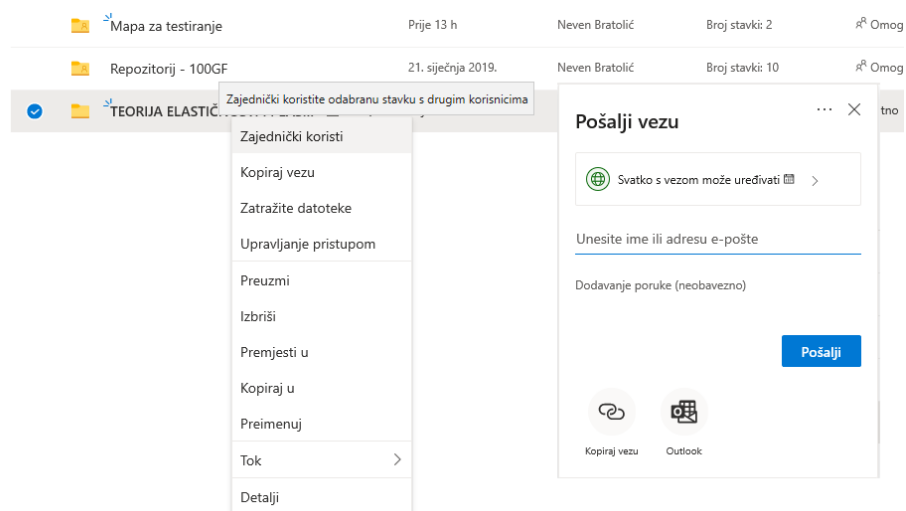 Mapa za testiranje Prije 13 h Neven Bratolić Broj stavki: 2 Omog
Repozitorij - 100GF 21. siječnja 2019. Neven Bratolić Broj stavki: 10 Omog
Zajednički koristite odabranu stavku s drugim korisnicima
TEORIJA ELASTIČ tno
Zajednički koristi
Kopiraj vezu
Zatražite datoteke
Upravljanje pristupom
Preuzmi
Izbriši
Premjesti u
Kopiraj u
Preimenuj
Tok
Detalji
Pošalji vezu
Svatko s vezom može uređivati
Unesite ime ili adresu e-pošte
Dodavanje poruke (neobavezno)
Pošalji
Kopiraj vezu Outlook